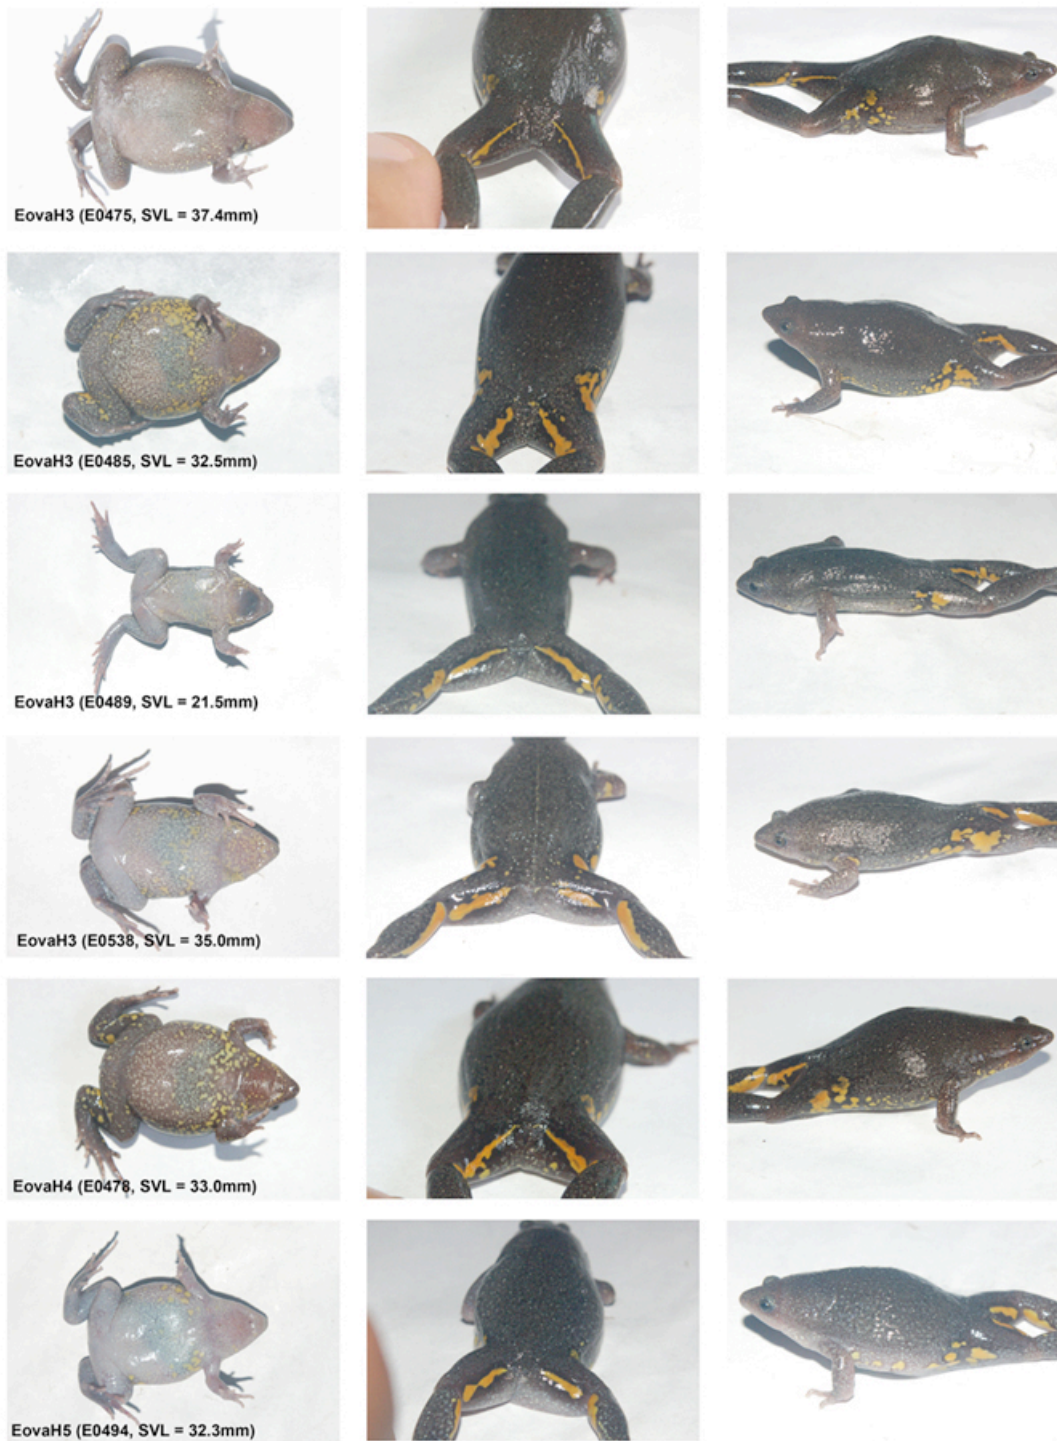 EovaH3 (E0475, SVL = 37.4mm)
EovaH3 (E0485, SVL = 32.5mm)
EovaH3 (E0489, SVL = 21.5mm)
EovaH3 (E0538, SVL = 35.0mm)
EovaH4 (E0478, SVL = 33.0mm)
EovaH5 (E0494, SVL = 32.3mm)